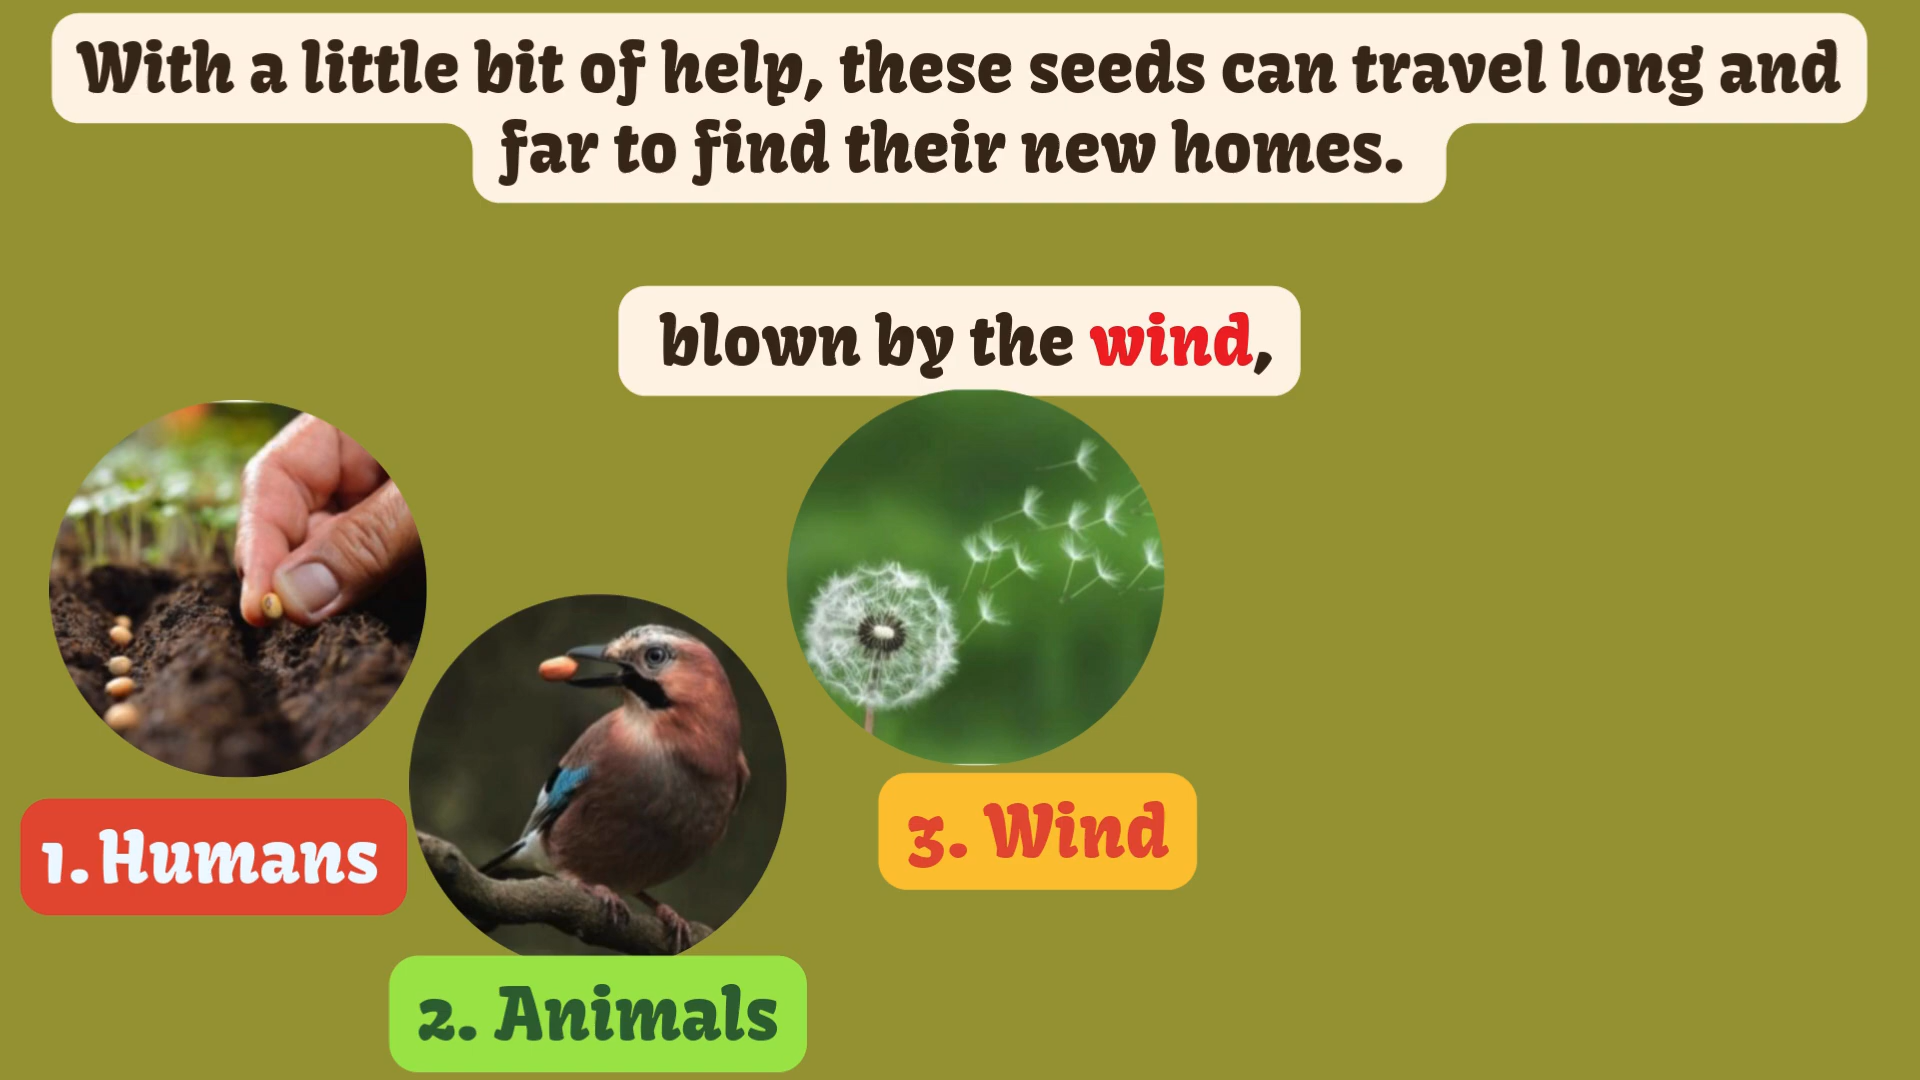 With a little bit of help, these seeds can travel long and
far to find their new homes.
blown by the wind,
1. Humans
2. Animals
3. Wind